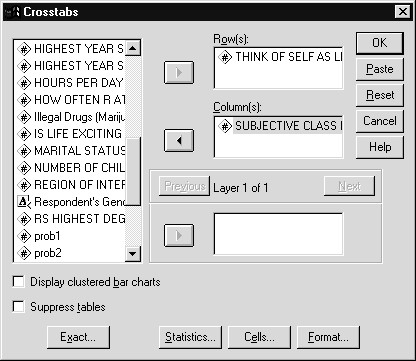 Crosstabs
HIGHEST YEAR S
HIGHEST YEAR S
HOURS PER DAY
HOW OFTEN R AT
Illegal Drugs (Mariju
IS LIFE EXCITING
MARITAL STATUS
NUMBER OF CHIL
REGION OF INTER
Respondent's Gend
RS HIGHEST DEG
prob1
prob2
Row(s):
THINK OF SELF AS LI
Column(s):
SUBJECTIVE CLASS I
Previous Layer 1 of 1 Next
OK
Paste
Reset
Cancel
Help
Display clustered bar charts
Suppress tables
Exact... Statistics... Cells... Format...